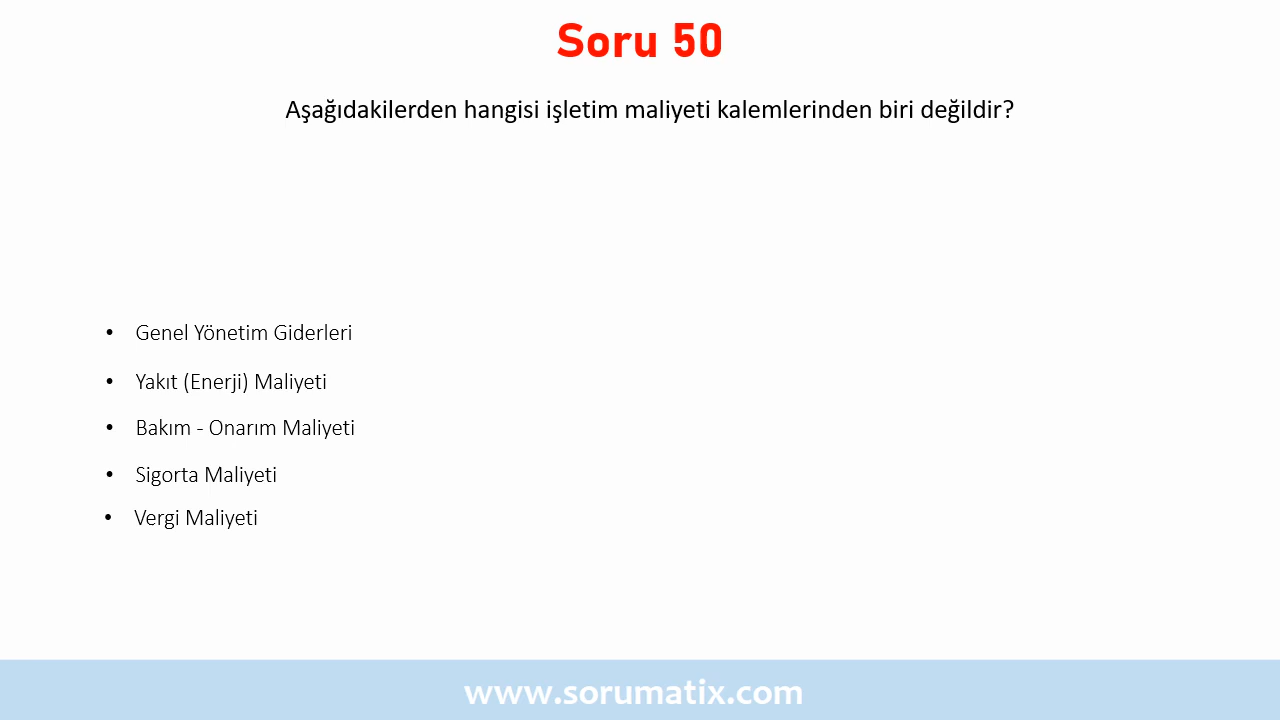 Soru 50
Aşağıdakilerden hangisi işletim maliyeti kalemlerinden biri değildir?
• Genel Yönetim Giderleri
• Yakıt (Enerji) Maliyeti
• Bakım - Onarım Maliyeti
• Sigorta Maliyeti
• Vergi Maliyeti
www.sorumatix.com